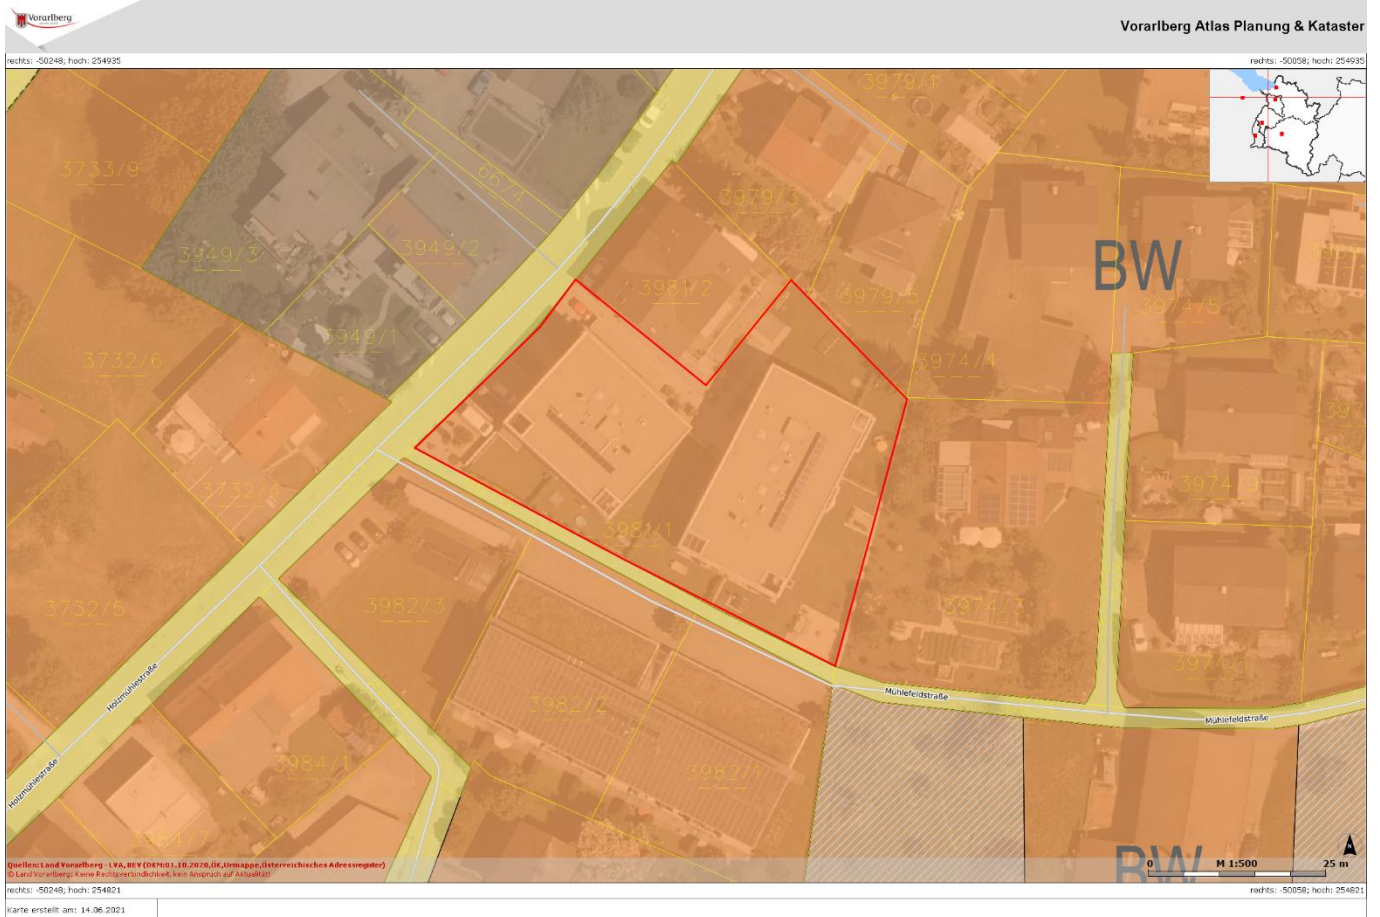 Vorarlberg
Vorarlberg Atlas Planung & Kataster
rechts: -50248; hoch: 254935
rechts: -50058; hoch: 254935
3979/1
3733/9
667/4
3979/3
3949/3
3949/2
BW
3981/2
3979/5
3974/5
3949/1
3732/6
3974/4
3732/4
3974/9
3981/1
3732/5
3982/3
3974/3
3974/1
Holzmühlestraße
Mühlefeldstraße
Mühlefeldstraße
3982/2
3984/1
3982/1
Holzmühlestraße
BW
Quellen: Land Vorarlberg - LVA, BEV (DKM:01.10.2020,ÖK,Urmappe,Österreichisches Adressregister)
© Land Vorarlberg: Keine Rechtsverbindlichkeit, kein Anspruch auf Aktualität!
0 M 1:500 25 m
rechts: -50248; hoch: 254821
rechts: -50058; hoch: 254821
Karte erstellt am: 14.06.2021